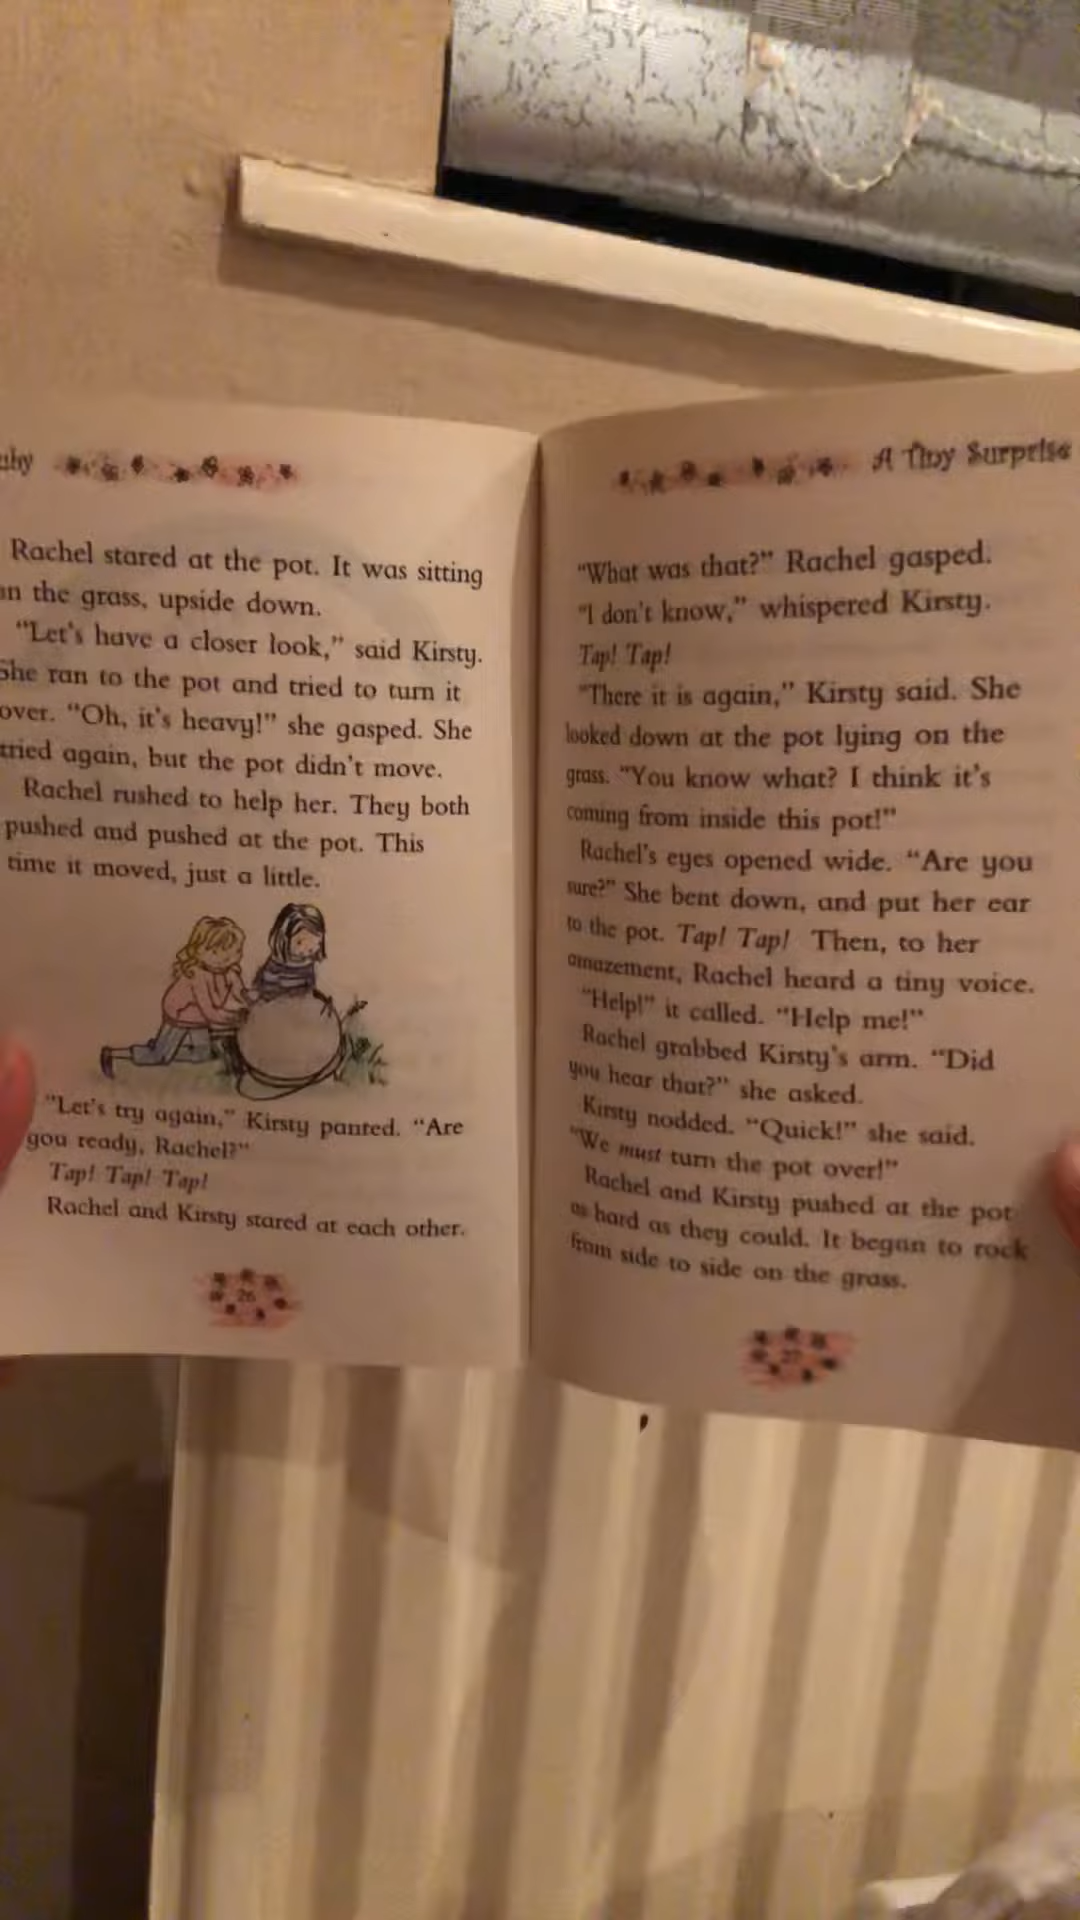 uby
Rachel stared at the pot. It was sitting
on the grass, upside down.
"Let's have a closer look," said Kirsty.
She ran to the pot and tried to turn it
over. "Oh, it's heavy!" she gasped. She
tried again, but the pot didn't move.
Rachel rushed to help her. They both
pushed and pushed at the pot. This
time it moved, just a little.
"Let's try again," Kirsty panted. "Are
you ready, Rachel?"
Tap! Tap! Tap!
Rachel and Kirsty stared at each other.
26
A Tiny Surprise
"What was that?" Rachel gasped.
"I don't know," whispered Kirsty.
Tap! Tap!
"There it is again," Kirsty said. She
looked down at the pot lying on the
grass. "You know what? I think it's
coming from inside this pot!"
Rachel's eyes opened wide. "Are you
sure?" She bent down, and put her ear
to the pot. Tap! Tap! Then, to her
amazement, Rachel heard a tiny voice.
"Help!" it called. "Help me!"
Rachel grabbed Kirsty's arm. "Did
you hear that?" she asked.
Kirsty nodded. "Quick!" she said.
"We must turn the pot over!"
Rachel and Kirsty pushed at the pot
as hard as they could. It began to rock
from side to side on the grass.
27